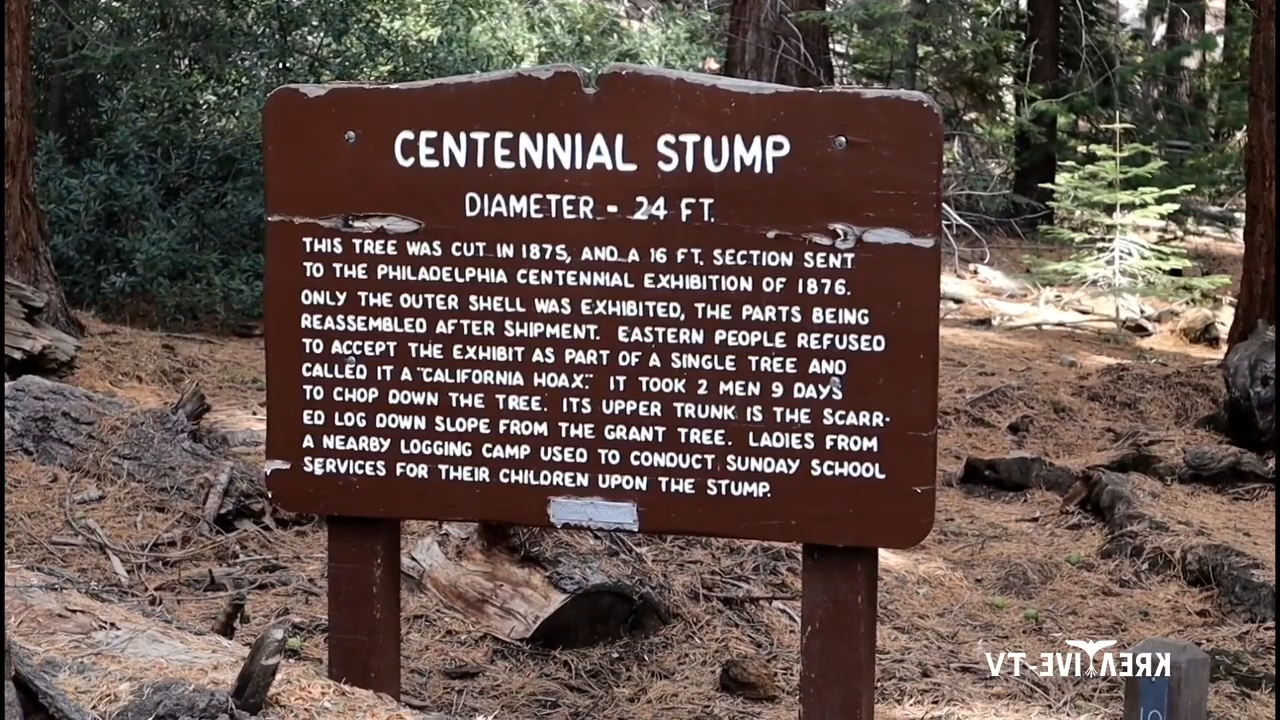 CENTENNIAL STUMP
DIAMETER - 24 FT.
THIS TREE WAS CUT IN 1875, AND A 16 FT. SECTION SENT
TO THE PHILADELPHIA CENTENNIAL EXHIBITION OF 1876.
ONLY THE OUTER SHELL WAS EXHIBITED, THE PARTS BEING
REASSEMBLED AFTER SHIPMENT. EASTERN PEOPLE REFUSED
TO ACCEPT THE EXHIBIT AS PART OF A SINGLE TREE AND
CALLED IT A "CALIFORNIA HOAX." IT TOOK 2 MEN 9 DAYS
TO CHOP DOWN THE TREE. ITS UPPER TRUNK IS THE SCARR-
ED LOG DOWN SLOPE FROM THE GRANT TREE. LADIES FROM
A NEARBY LOGGING CAMP USED TO CONDUCT SUNDAY SCHOOL
SERVICES FOR THEIR CHILDREN UPON THE STUMP.
KREATIVE-TV